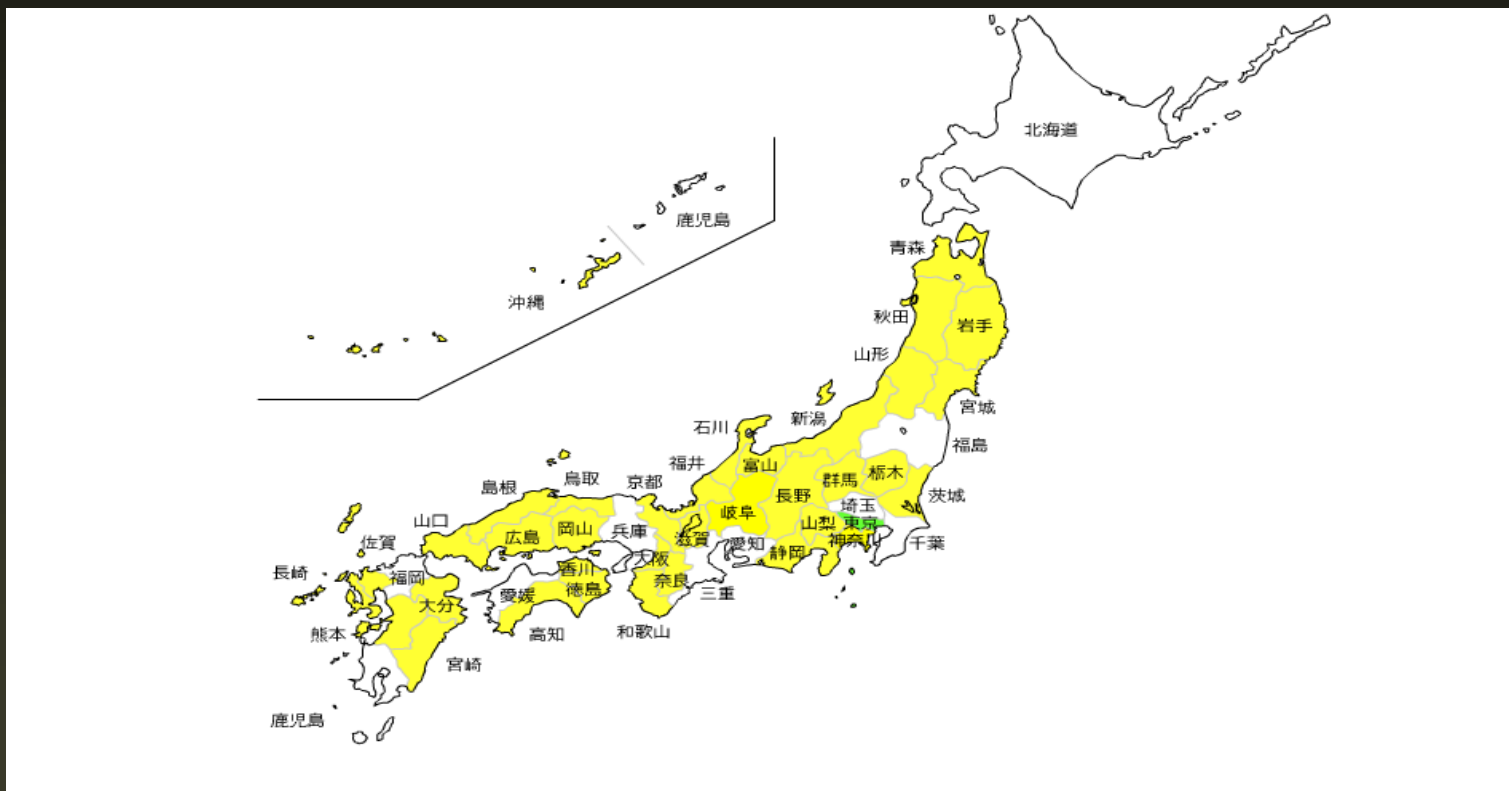 北海道
鹿児島
青森
沖縄
秋田
岩手
山形
宮城
新潟
石川
福島
福井
富山
栃木
鳥取
京都
群馬
島根
長野
茨城
埼玉
岐阜
山口
東京
山梨
兵庫
岡山
広島
滋賀
神奈川
佐賀
愛知
千葉
静岡
大阪
香川
長崎
福岡
奈良
徳島
三重
愛媛
大分
和歌山
高知
熊本
宮崎
鹿児島